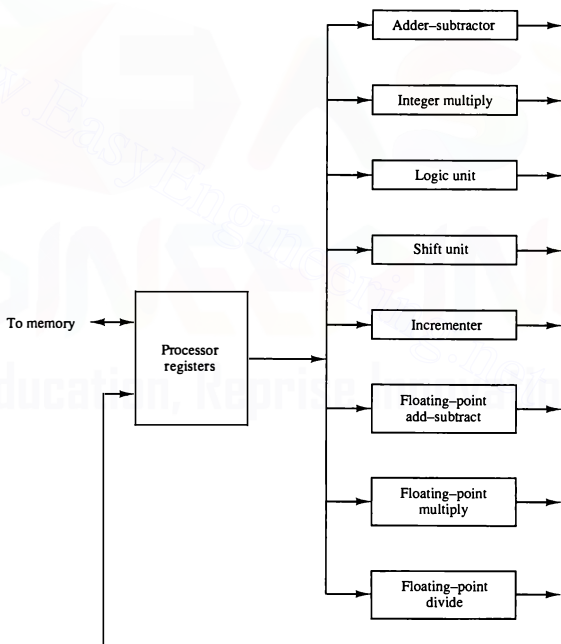 Adder–subtractor
Integer multiply
Logic unit
Shift unit
To memory
Processor
registers
Incrementer
Floating–point
add–subtract
Floating–point
multiply
Floating–point
divide